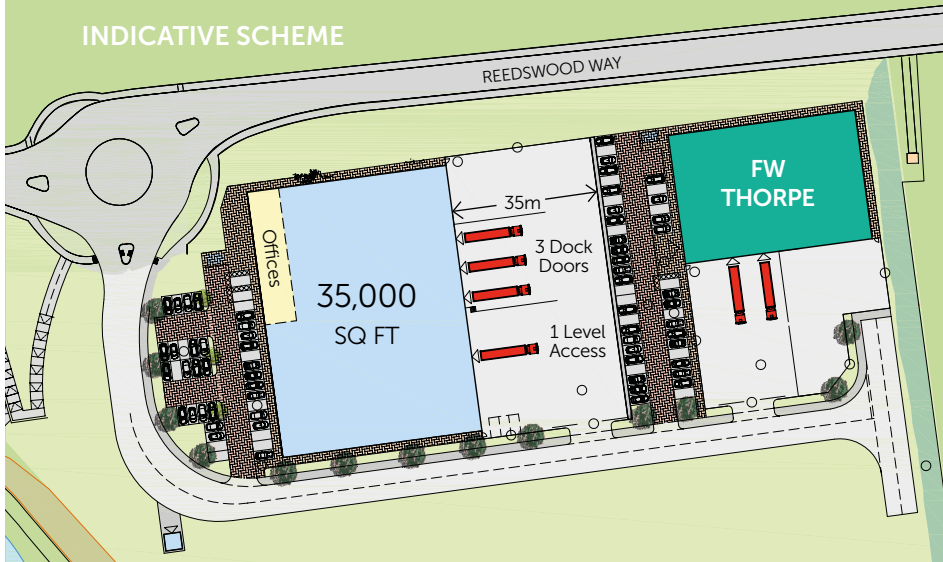 INDICATIVE SCHEME
REEDSWOOD WAY
FW
THORPE
35m
Offices
3 Dock
Doors
35,000
SQ FT
1 Level
Access